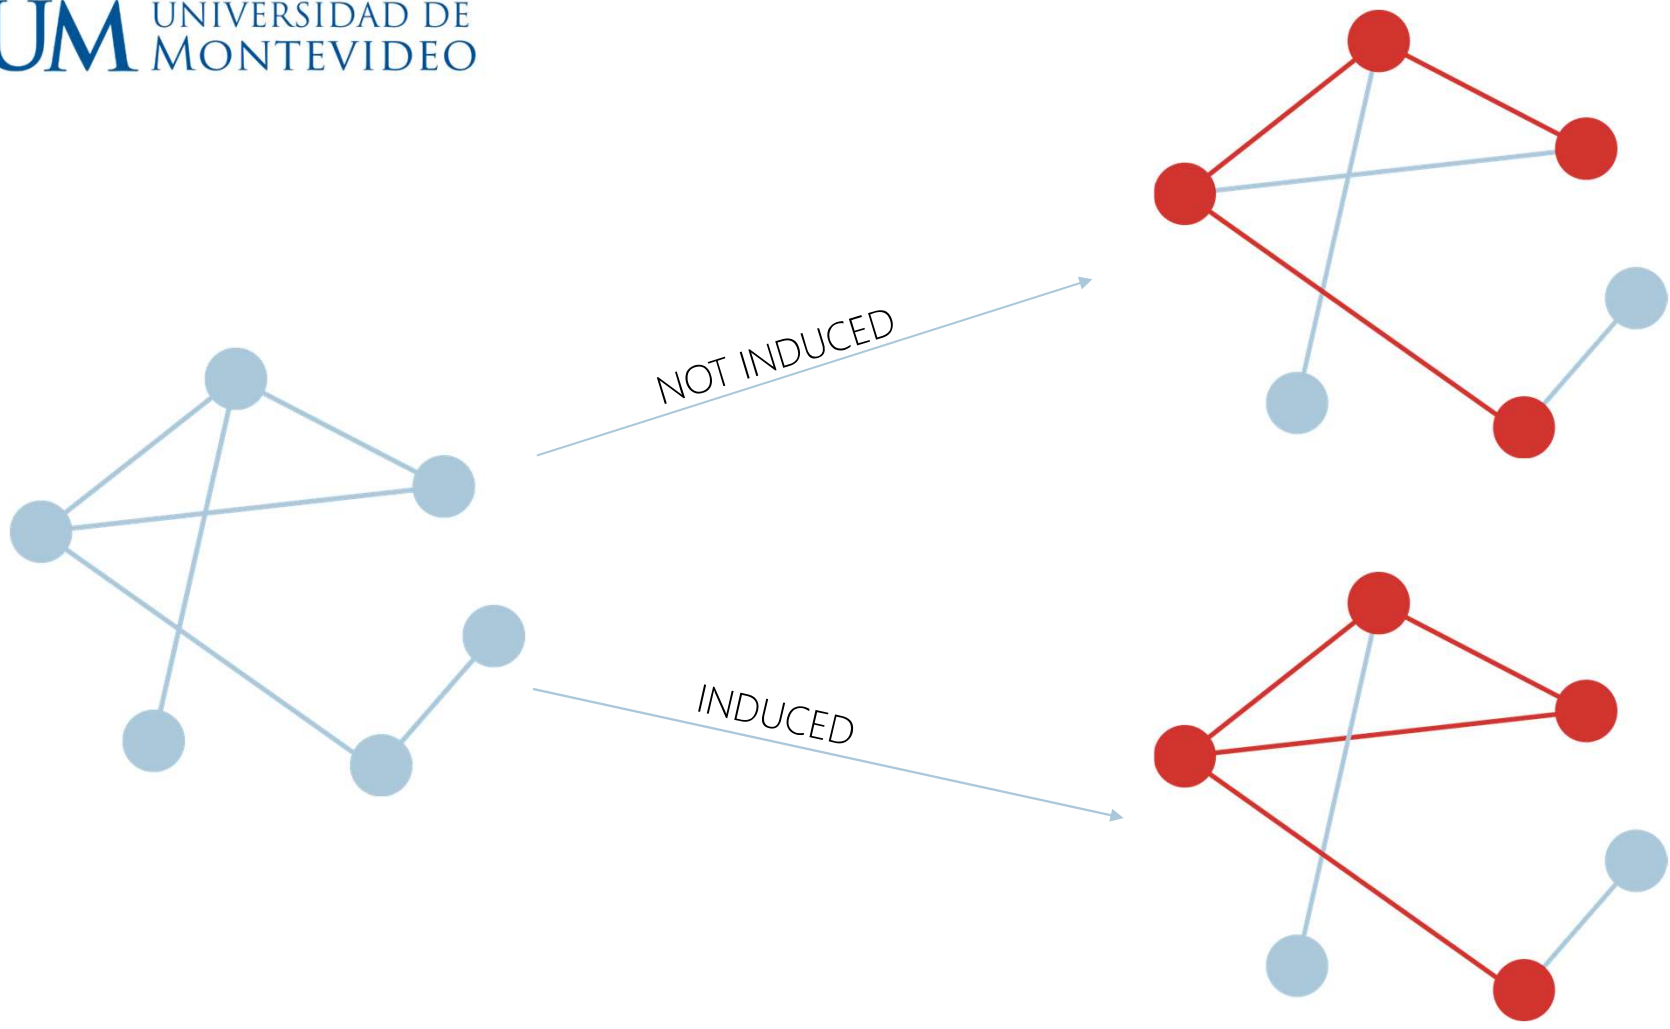 UM
UNIVERSIDAD DE
MONTEVIDEO
NOT INDUCED
INDUCED